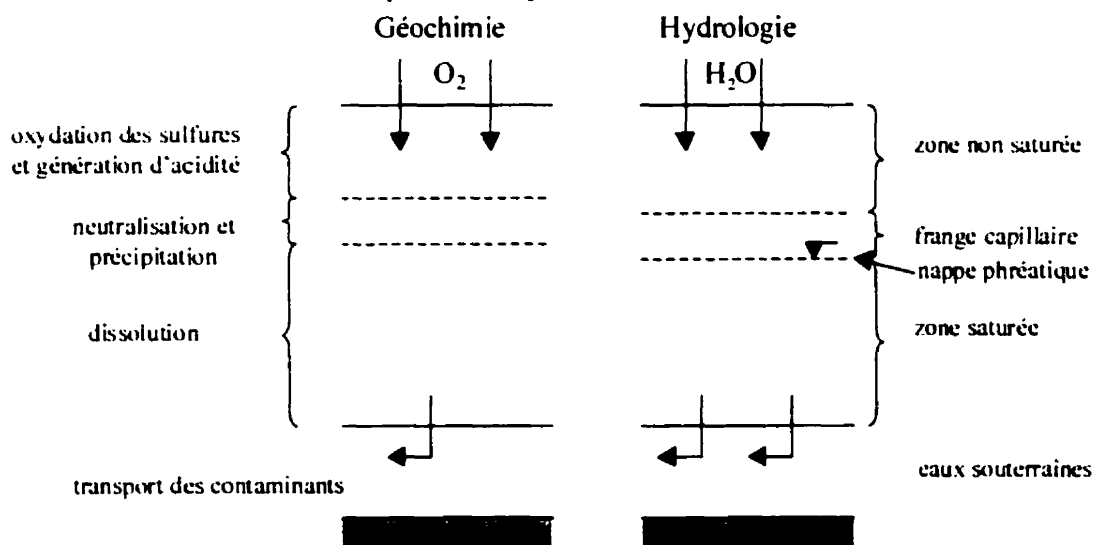 Géochimie
Hydrologie
O₂
H₂O
oxydation des sulfures
et génération d'acidité
zone non saturée
neutralisation et
précipitation
frange capillaire
nappe phréatique
dissolution
zone saturée
transport des contaminants
eaux souterraines